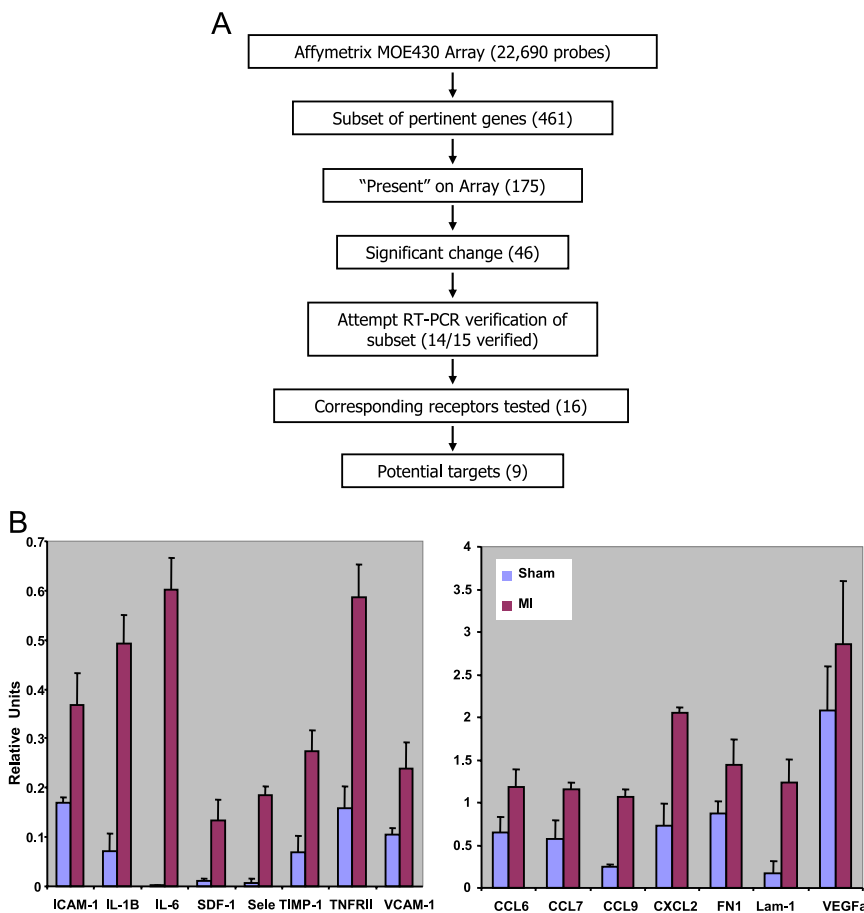 A
Affymetrix MOE430 Array (22,690 probes)
Subset of pertinent genes (461)
“Present” on Array (175)
Significant change (46)
Attempt RT-PCR verification of
subset (14/15 verified)
Corresponding receptors tested (16)
Potential targets (9)
B
Relative Units
0.7
0.6
0.5
0.4
0.3
0.2
0.1
0
ICAM-1 IL-1B IL-6 SDF-1 Sele TIMP-1 TNFRII VCAM-1
4
3.5
3
2.5
2
1.5
1
0.5
0
Sham
MI
CCL6 CCL7 CCL9 CXCL2 FN1 Lam-1 VEGFa